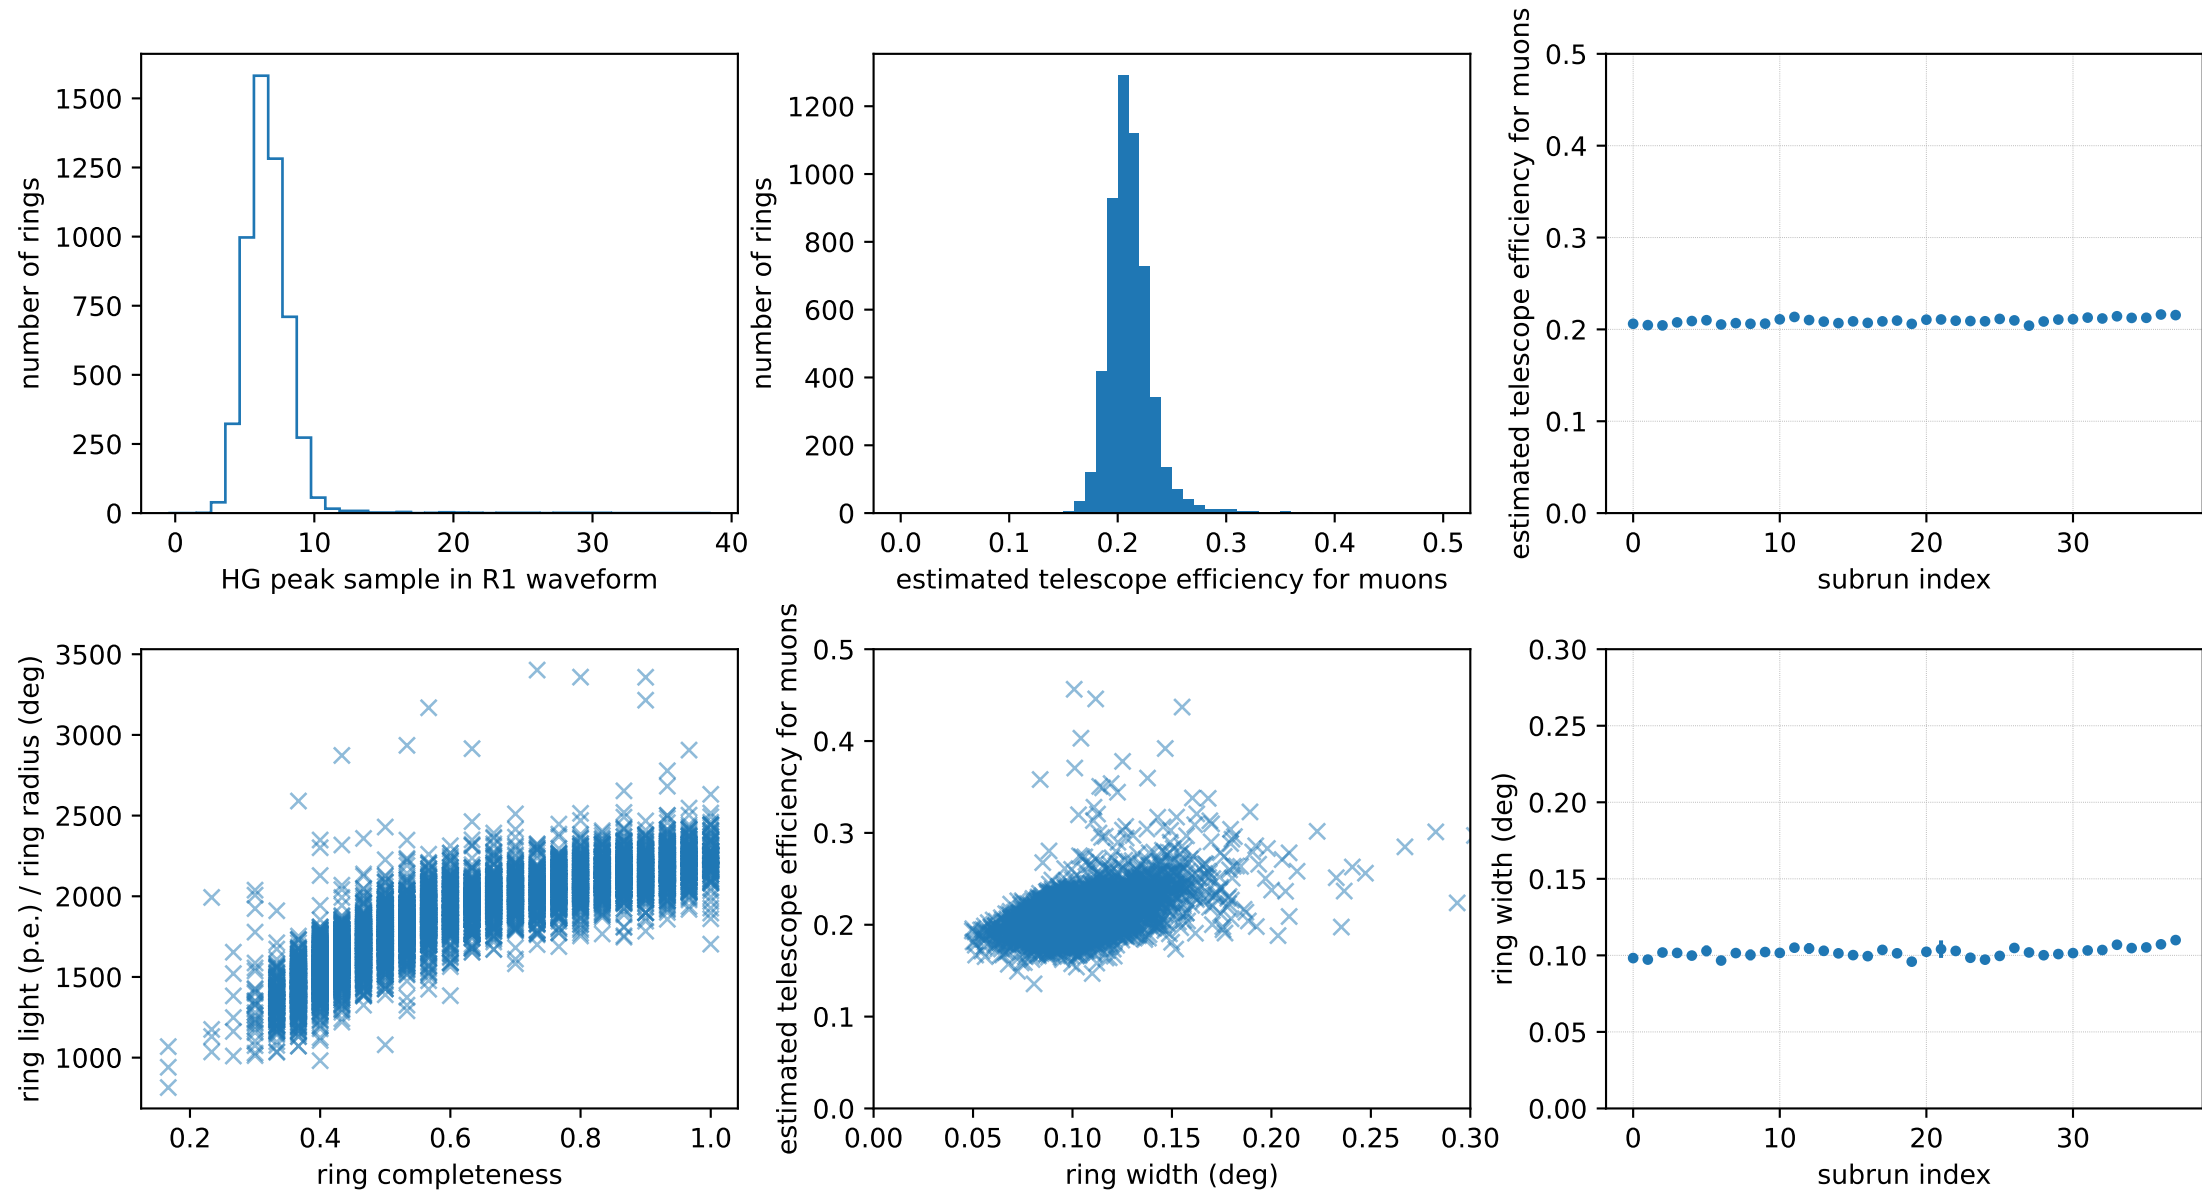 number of rings
1500
1250
1000
750
500
250
0
0 10 20 30 40
HG peak sample in R1 waveform
number of rings
1200
1000
800
600
400
200
0
0.0 0.1 0.2 0.3 0.4 0.5
estimated telescope efficiency for muons
estimated telescope efficiency for muons
0.5
0.4
0.3
0.2
0.1
0.0
0 10 20 30
subrun index
ring light (p.e.) / ring radius (deg)
3500
3000
2500
2000
1500
1000
0.2 0.4 0.6 0.8 1.0
ring completeness
estimated telescope efficiency for muons
0.5
0.4
0.3
0.2
0.1
0.0
0.00 0.05 0.10 0.15 0.20 0.25 0.30
ring width (deg)
ring width (deg)
0.30
0.25
0.20
0.15
0.10
0.05
0.00
0 10 20 30
subrun index